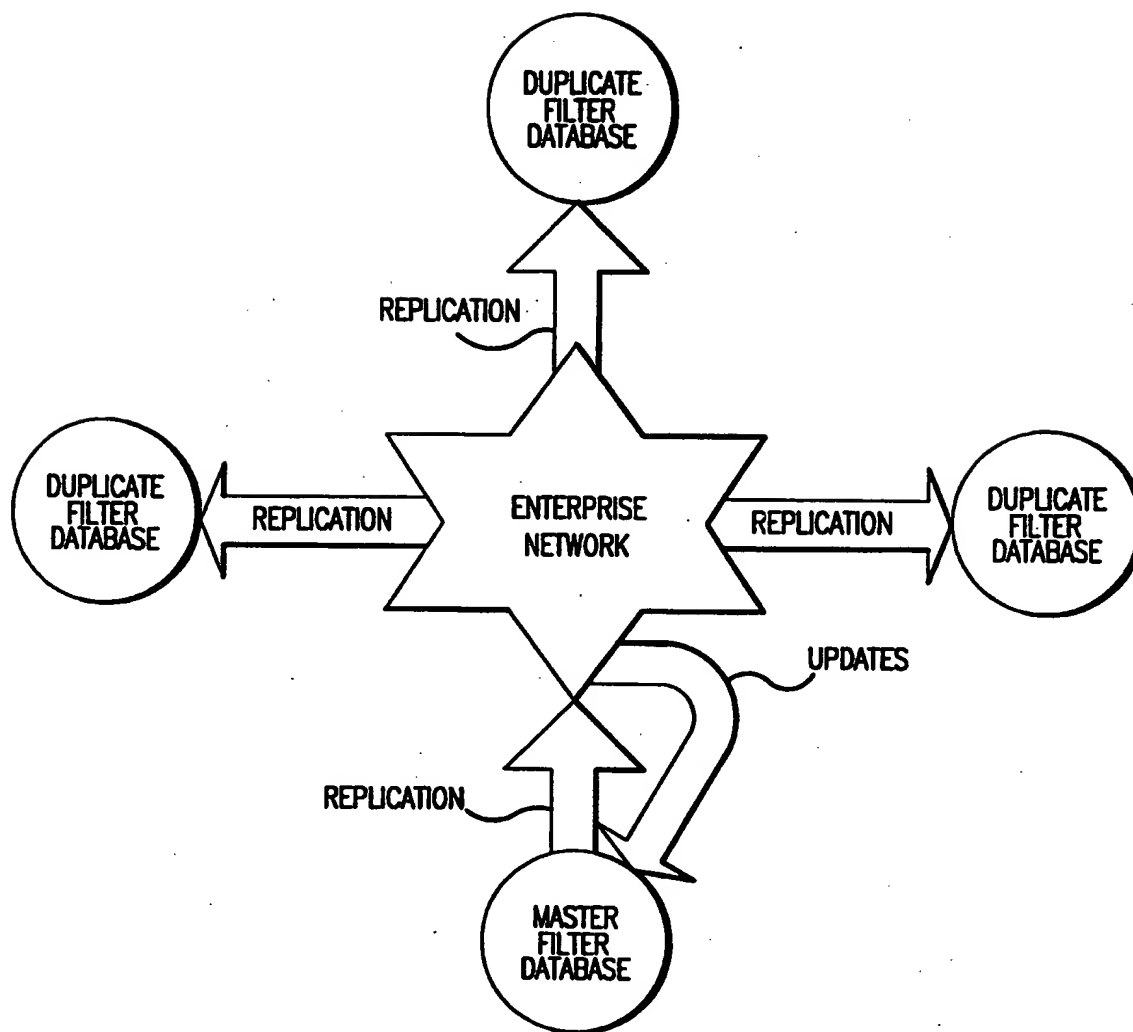 DUPLICATE
FILTER
DATABASE
REPLICATION
DUPLICATE
FILTER
DATABASE
REPLICATION
ENTERPRISE
NETWORK
REPLICATION
DUPLICATE
FILTER
DATABASE
UPDATES
REPLICATION
MASTER
FILTER
DATABASE